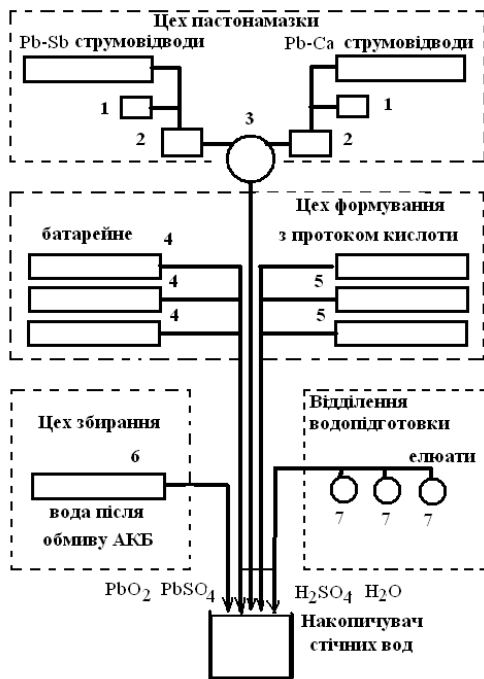 Цех пастонамазки
Pb-Sb струмовідводи
Pb-Ca струмовідводи
1
1
3
2
2
Цех формування
батарейне
4
з протоком кислоти
4
5
4
5
Цех збирання
6
вода після
обмиву АКБ
Відділення
водопідготовки
елюати
7 7 7
PbO2 PbSO4
H2SO4 H2O
Накопичувач
стічних вод